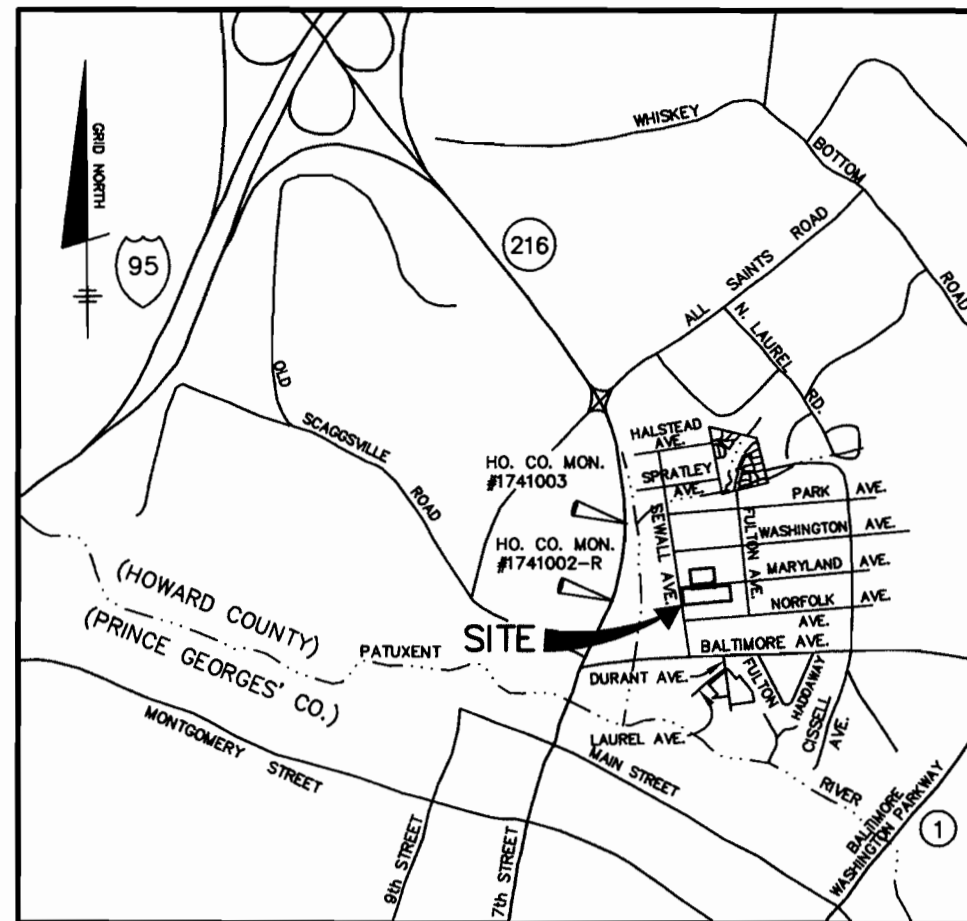 WHISKEY
BOTTOM
ROAD
GRID NORTH
95
216
ALL SAINTS ROAD
N. LAUREL RD.
OLD
SCAGGSVILLE
ROAD
HALSTEAD
AVE.
SPRATLEY
AVE.
HO. CO. MON.
#1741003
PARK AVE.
SEWALL AVE.
FULTON AVE.
WASHINGTON AVE.
HO. CO. MON.
#1741002-R
MARYLAND AVE.
NORFOLK AVE.
(HOWARD COUNTY)
(PRINCE GEORGES' CO.)
PATUXENT
SITE
BALTIMORE AVE.
DURANT AVE.
FULTON
HADDAWAY
CISSELL
AVE.
LAUREL AVE.
MONTGOMERY STREET
MAIN STREET
RIVER
BALTIMORE
WASHINGTON PARKWAY
1
9th STREET
7th STREET